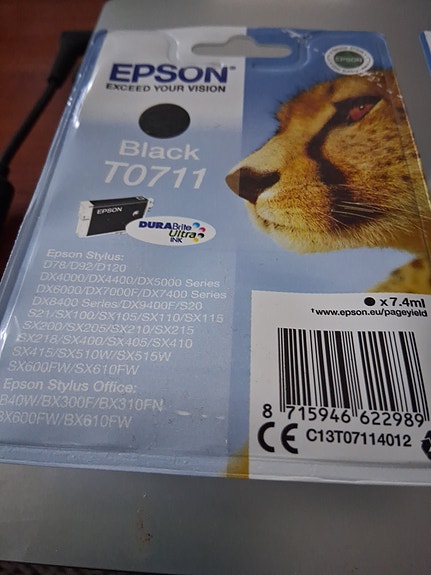 EPSON
EXCEED YOUR VISION
EPSON
Black
T0711
EPSON
DURABrite
Ultra
INK
Epson Stylus:
D78/D92/D120
DX4000/DX4400/DX5000 Series
DX6000/DX7000F/DX7400 Series
DX8400 Series/DX9400F/S20
S21/SX100/SX105/SX110/SX115
SX200/SX205/SX210/SX215
SX218/SX400/SX405/SX410
SX415/SX510W/SX515W
SX600FW/SX610FW
Epson Stylus Office:
B40W/BX300F/BX310FN
BX600FW/BX610FW
x 7.4ml
www.epson.eu/pageyield
8 715946 622989
CE C13T07114012